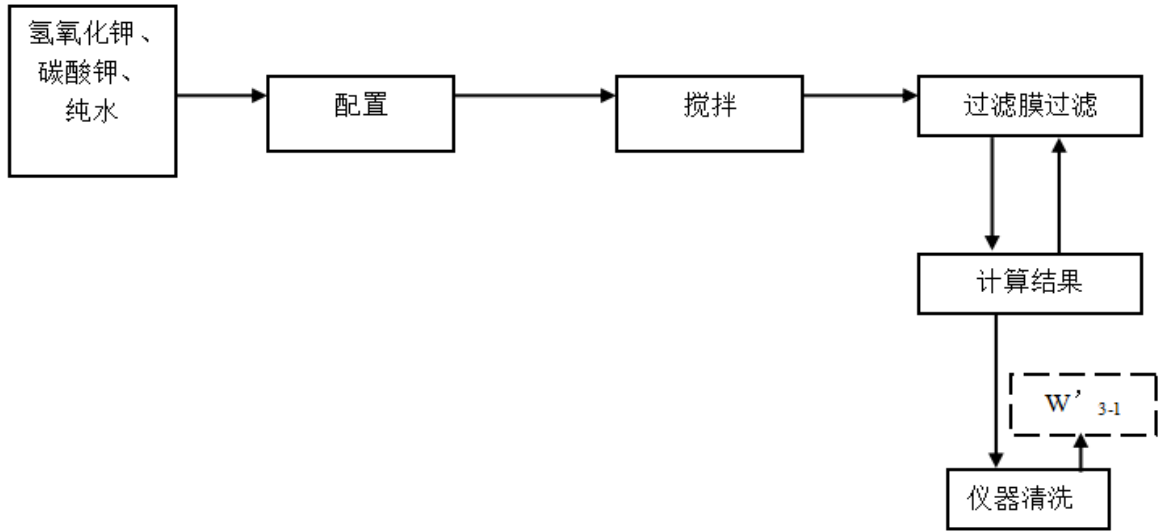 氢氧化钾、
碳酸钾、
纯水
配置
搅拌
过滤膜过滤
计算结果
W’ 3-1
仪器清洗